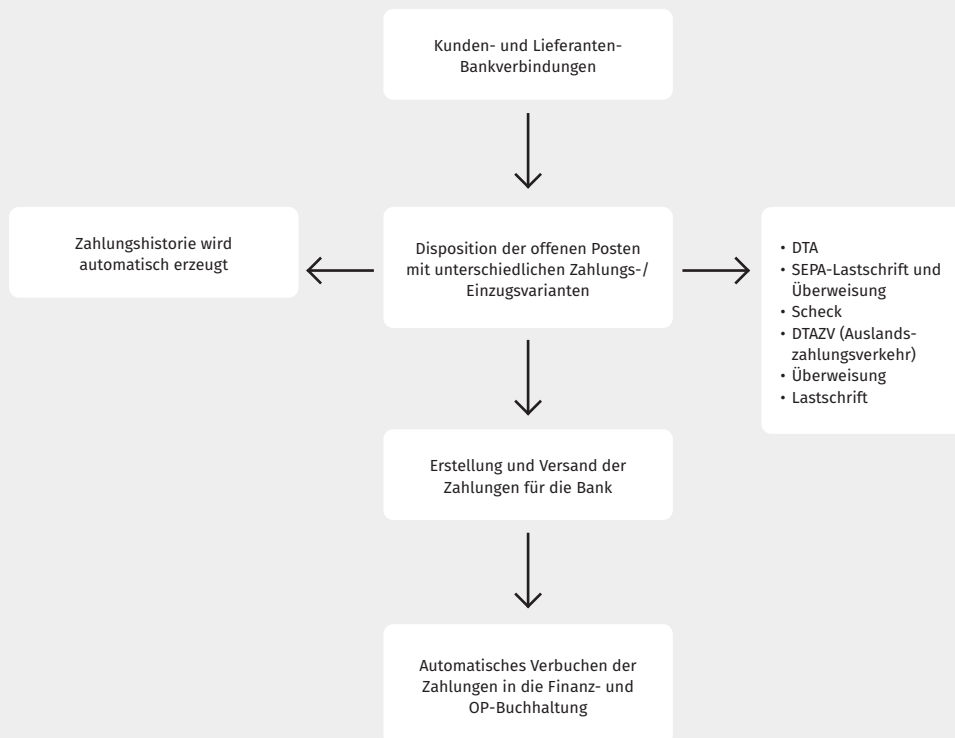 Kunden- und Lieferanten-
Bankverbindungen
Zahlungshistorie wird
automatisch erzeugt
Disposition der offenen Posten
mit unterschiedlichen Zahlungs-/
Einzugsvarianten
• DTA
• SEPA-Lastschrift und
Überweisung
• Scheck
• DTAZV (Auslands-
zahlungsverkehr)
• Überweisung
• Lastschrift
Erstellung und Versand der
Zahlungen für die Bank
Automatisches Verbuchen der
Zahlungen in die Finanz- und
OP-Buchhaltung